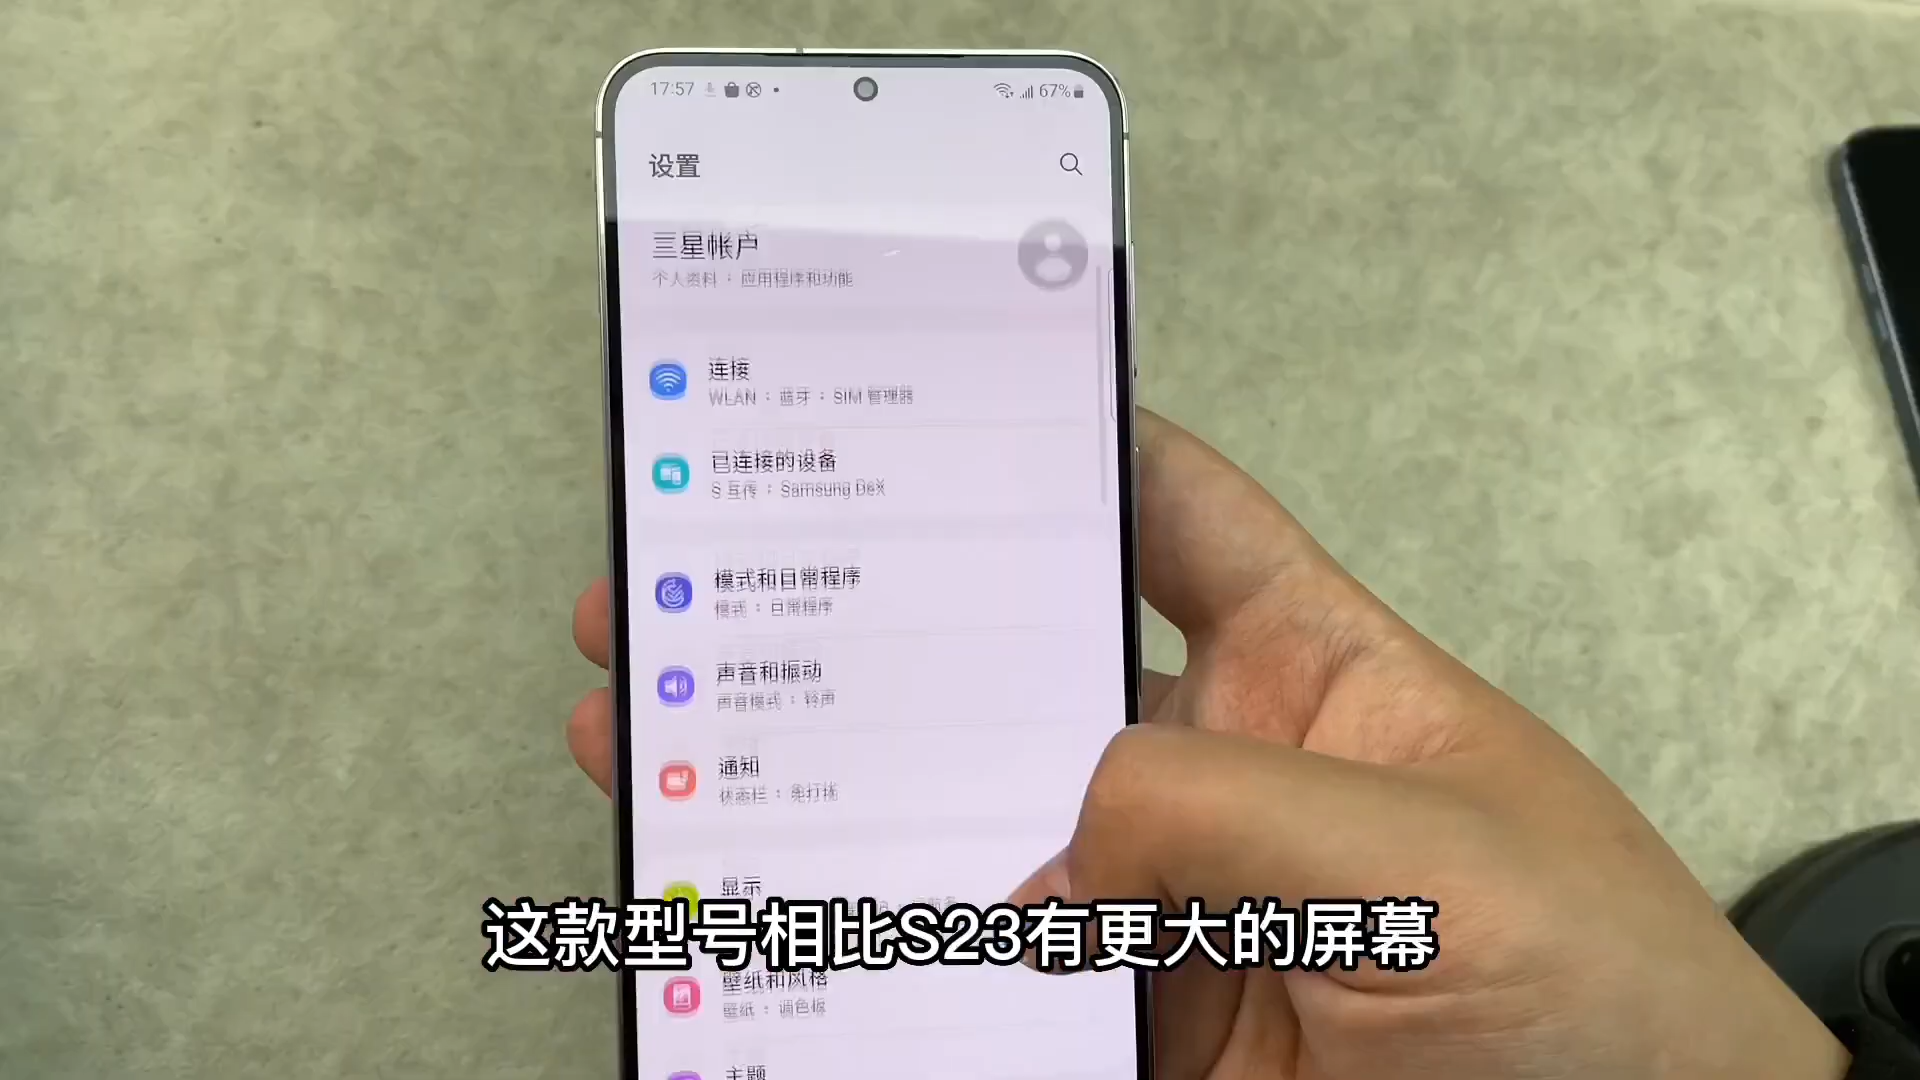 17:57
67%
设置
三星帐户
个人资料 : 应用程序和功能
连接
WLAN : 蓝牙 : SIM 管理器
已连接的设备
S 互传 : Samsung DeX
模式和日常程序
模式 : 日常程序
声音和振动
声音模式 : 铃声
通知
状态栏 : 免打扰
显示
这款型号相比S23有更大的屏幕
壁纸和风格
壁纸 : 调色板
主题